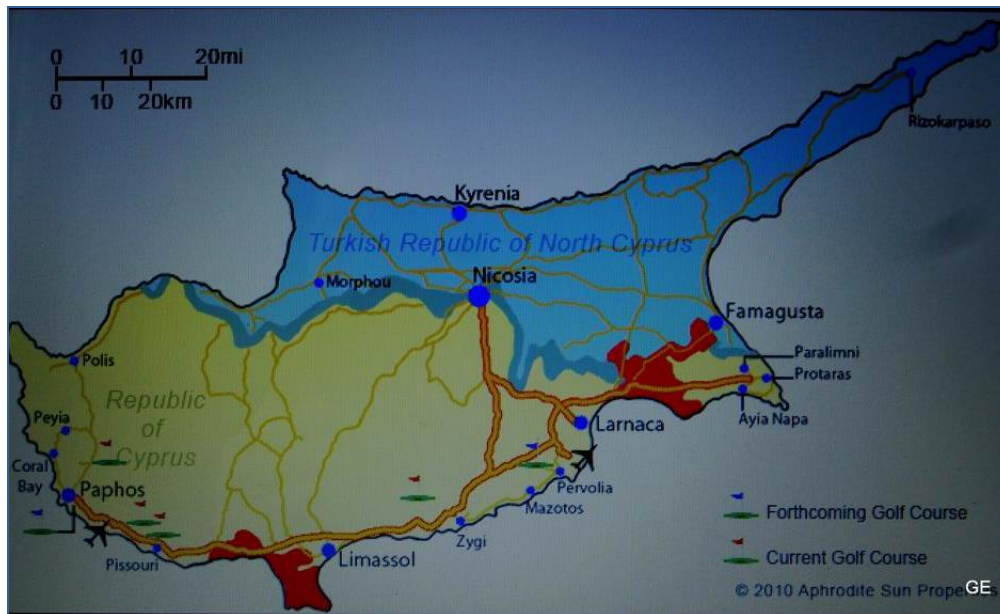 0 10 20mi
0 10 20km
Rizokarpaso
Kyrenia
Turkish Republic of North Cyprus
Nicosia
Morphou
Famagusta
Paralimni
Protaras
Polis
Republic
of
Cyprus
Ayia Napa
Peyia
Larnaca
Coral
Bay
Paphos
Pervolia
Mazotos
Zygi
Pissouri
Limassol
Forthcoming Golf Course
Current Golf Course
© 2010 Aphrodite Sun
GE